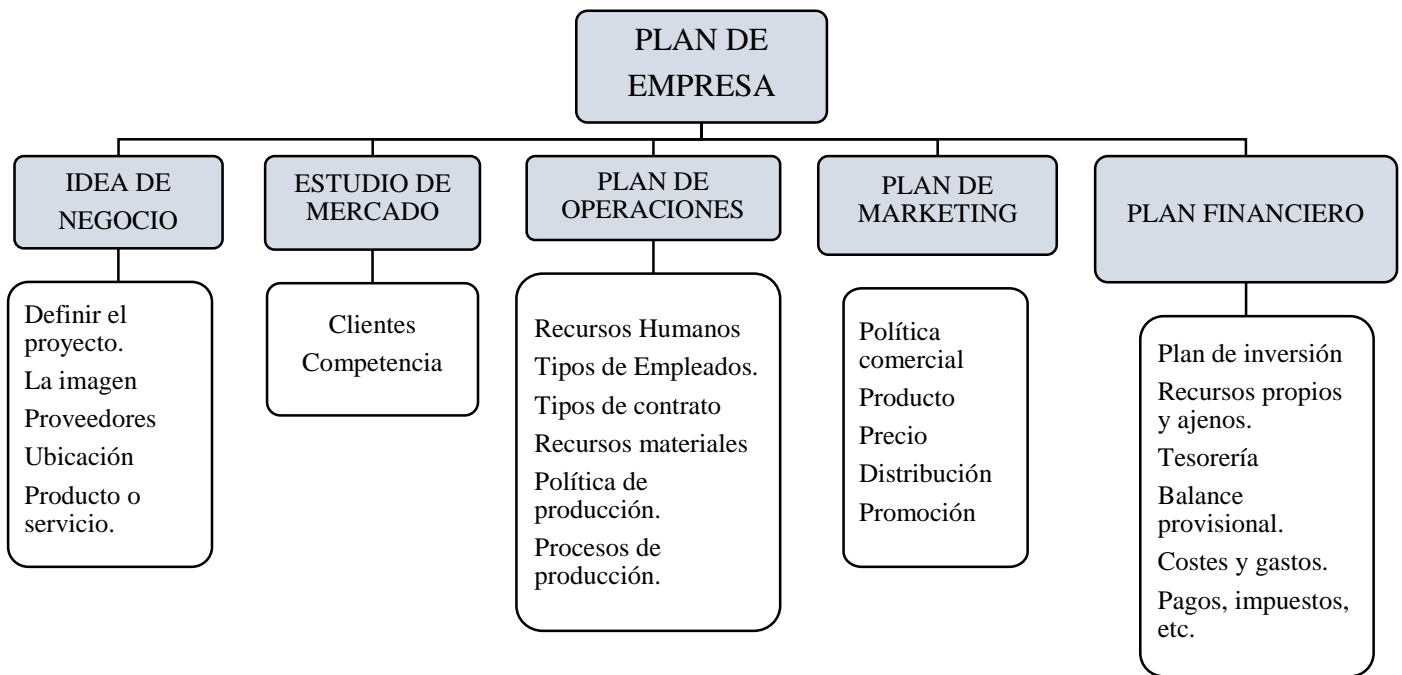 PLAN DE
EMPRESA
IDEA DE
NEGOCIO
ESTUDIO DE
MERCADO
PLAN DE
OPERACIONES
PLAN DE
MARKETING
PLAN FINANCIERO
Definir el
proyecto.
La imagen
Proveedores
Ubicación
Producto o
servicio.
Clientes
Competencia
Recursos Humanos
Tipos de Empleados.
Tipos de contrato
Recursos materiales
Política de
producción.
Procesos de
producción.
Política
comercial
Producto
Precio
Distribución
Promoción
Plan de inversión
Recursos propios
y ajenos.
Tesorería
Balance
provisional.
Costes y gastos.
Pagos, impuestos,
etc.